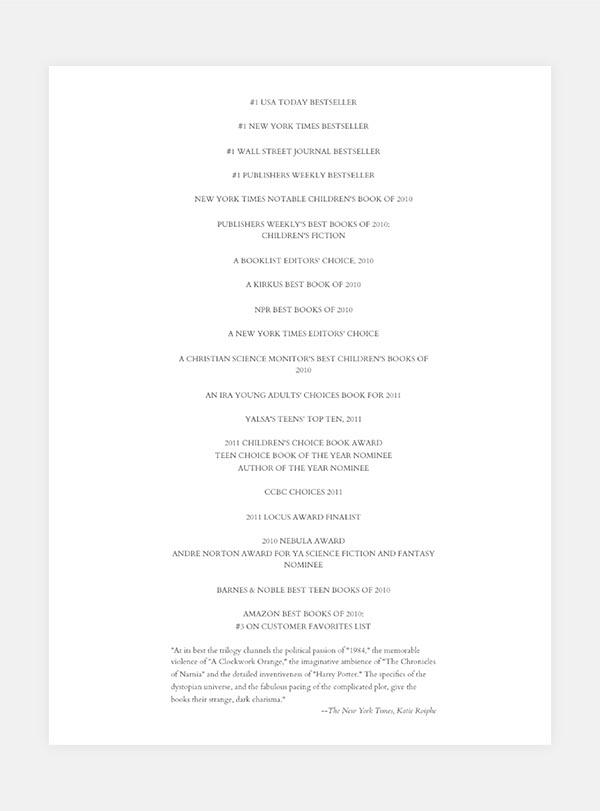 #1 USA TODAY BESTSELLER
#1 NEW YORK TIMES BESTSELLER
#1 WALL STREET JOURNAL BESTSELLER
#1 PUBLISHERS WEEKLY BESTSELLER
NEW YORK TIMES NOTABLE CHILDREN'S BOOK OF 2010
PUBLISHERS WEEKLY'S BEST BOOKS OF 2010:
CHILDREN'S FICTION
A BOOKLIST EDITORS' CHOICE, 2010
A KIRKUS BEST BOOK OF 2010
NPR BEST BOOKS OF 2010
A NEW YORK TIMES EDITORS' CHOICE
A CHRISTIAN SCIENCE MONITOR'S BEST CHILDREN'S BOOKS OF
2010
AN IRA YOUNG ADULTS' CHOICES BOOK FOR 2011
YALSA'S TEENS' TOP TEN, 2011
2011 CHILDREN'S CHOICE BOOK AWARD
TEEN CHOICE BOOK OF THE YEAR NOMINEE
AUTHOR OF THE YEAR NOMINEE
CCBC CHOICES 2011
2011 LOCUS AWARD FINALIST
2010 NEBULA AWARD
ANDRE NORTON AWARD FOR YA SCIENCE FICTION AND FANTASY
NOMINEE
BARNES & NOBLE BEST TEEN BOOKS OF 2010
AMAZON BEST BOOKS OF 2010:
#3 ON CUSTOMER FAVORITES LIST
"At its best the trilogy channels the political passion of "1984," the memorable
violence of "A Clockwork Orange," the imaginative ambience of "The Chronicles
of Narnia" and the detailed inventiveness of "Harry Potter." The specifics of the
dystopian universe, and the fabulous pacing of the complicated plot, give the
books their strange, dark charisma."
--The New York Times, Katie Roiphe